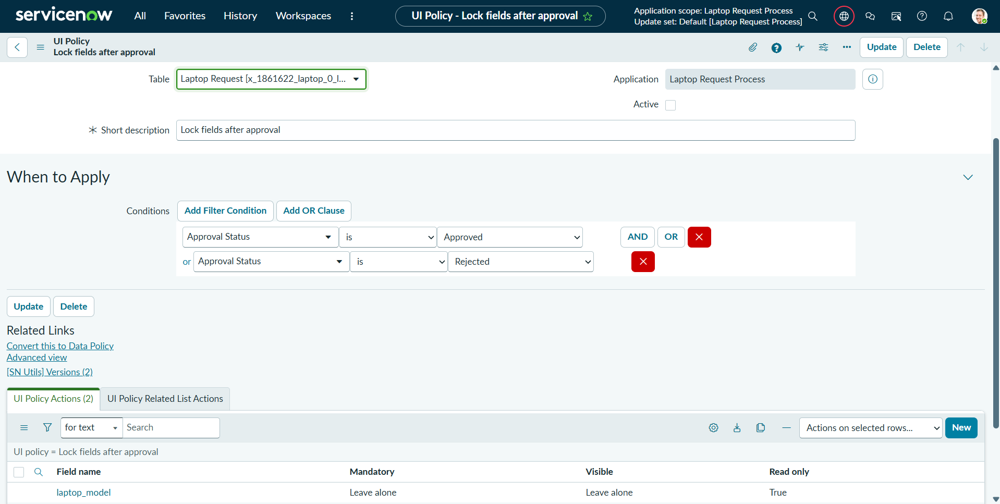 servicenow All Favorites History Workspaces UI Policy - Lock fields after approval Application scope: Laptop Request Process
Update set: Default [Laptop Request Process]
UI Policy
Lock fields after approval
Update Delete
Table Laptop Request [x_1861622_laptop_0_l... Application Laptop Request Process
Active
Short description Lock fields after approval
When to Apply
Conditions Add Filter Condition Add OR Clause
Approval Status is Approved AND OR
or Approval Status is Rejected
Update Delete
Related Links
Convert this to Data Policy
Advanced view
[SN Utils] Versions (2)
UI Policy Actions (2) UI Policy Related List Actions
for text Search Actions on selected rows... New
UI policy = Lock fields after approval
Field name Mandatory Visible Read only
laptop_model Leave alone Leave alone True